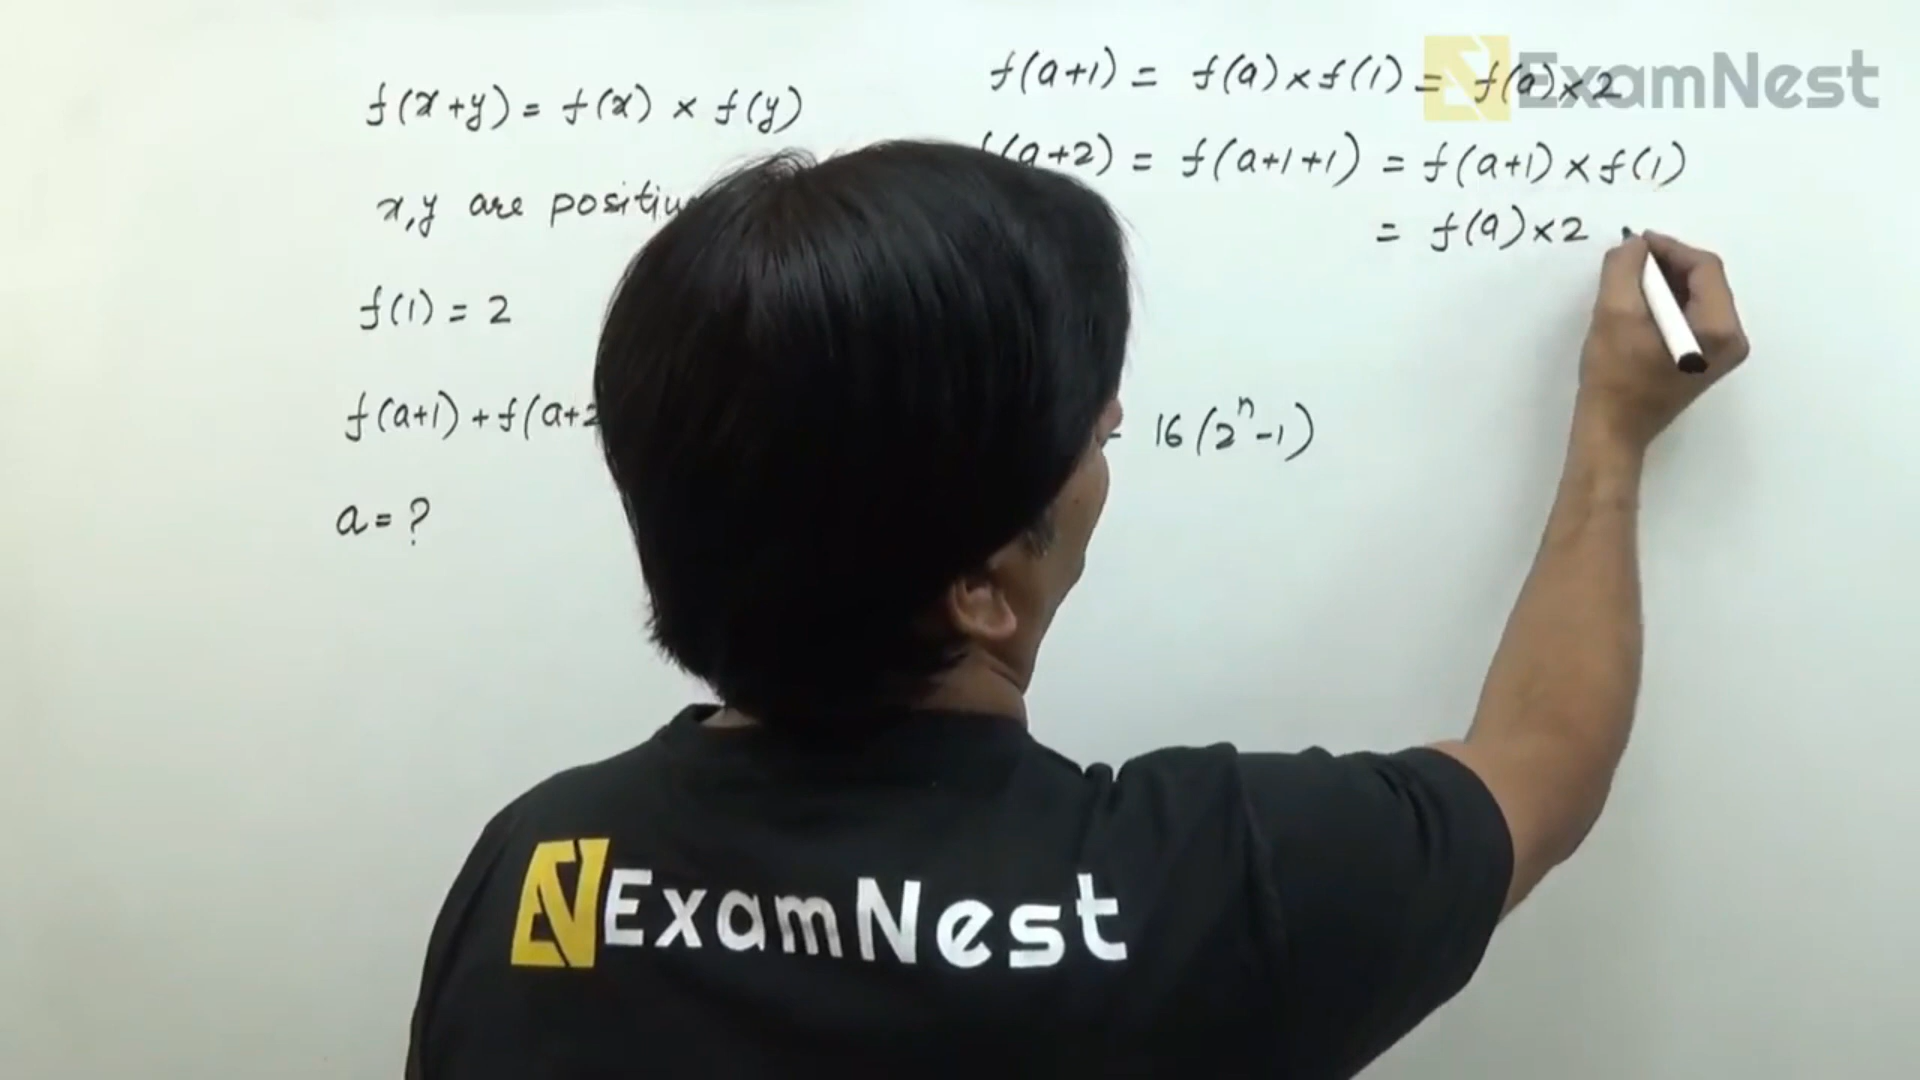 f(x+y) = f(x) × f(y)
x,y are
f(1) = 2
f(a+1) + f(a+2
16(2ⁿ-1)
a = ?
f(a+1) = f(a) × f(1) = f(a) × 2
(a+2) = f(a+1+1) = f(a+1) × f(1)
= f(a) × 2
ExamNest
ExamNest